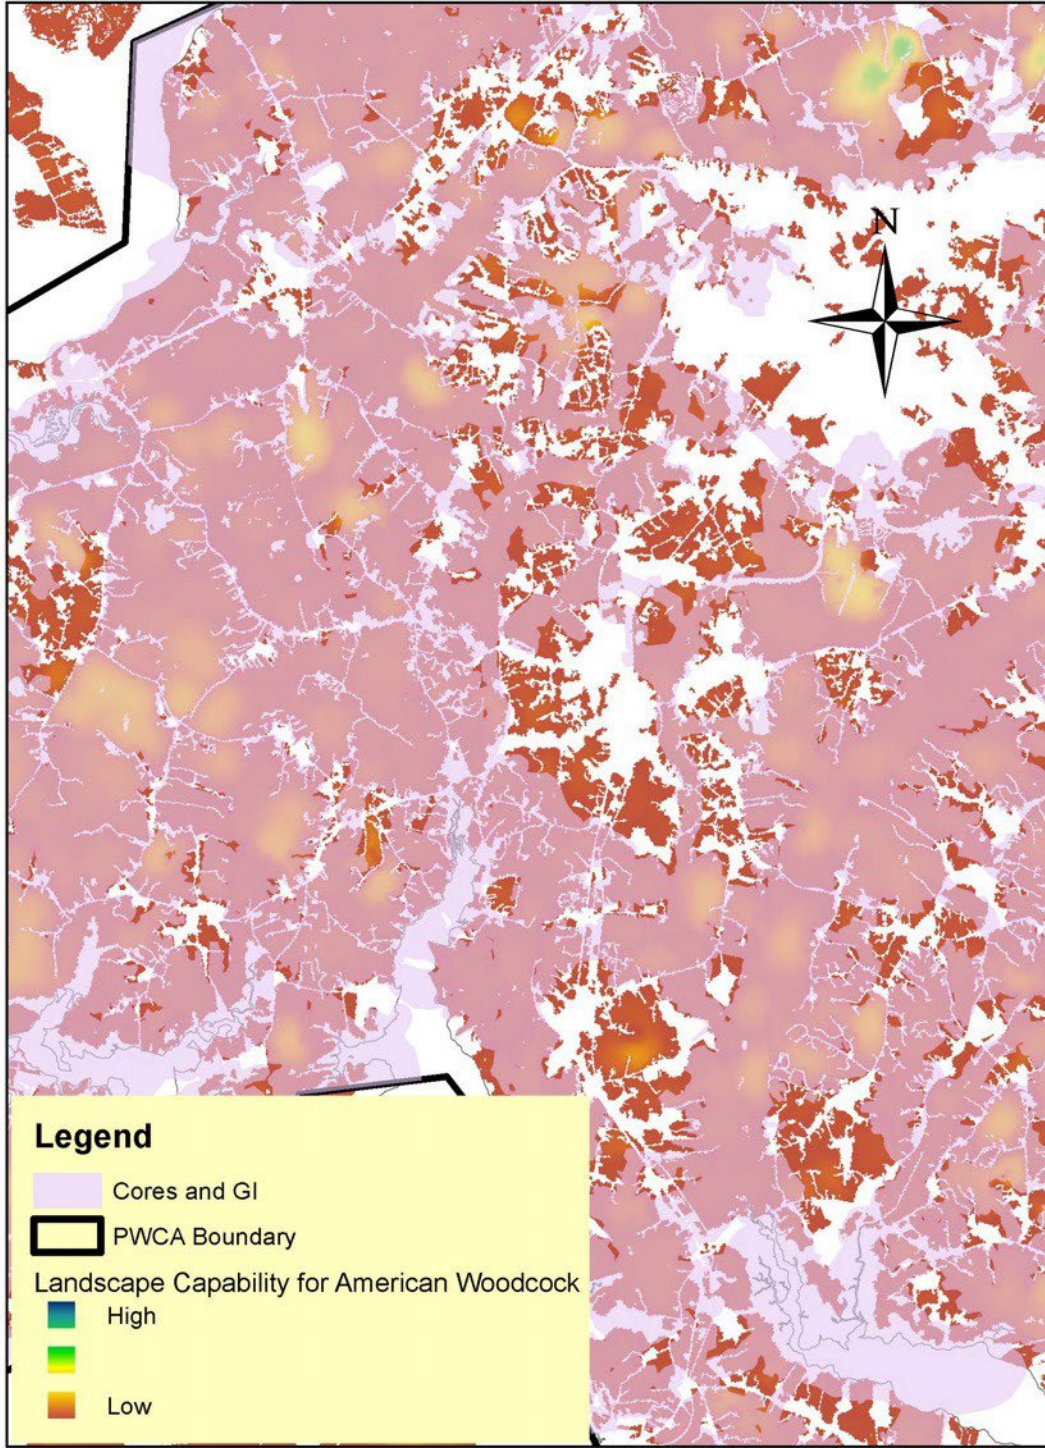 N
Legend
Cores and GI
PWCA Boundary
Landscape Capability for American Woodcock
High
Low